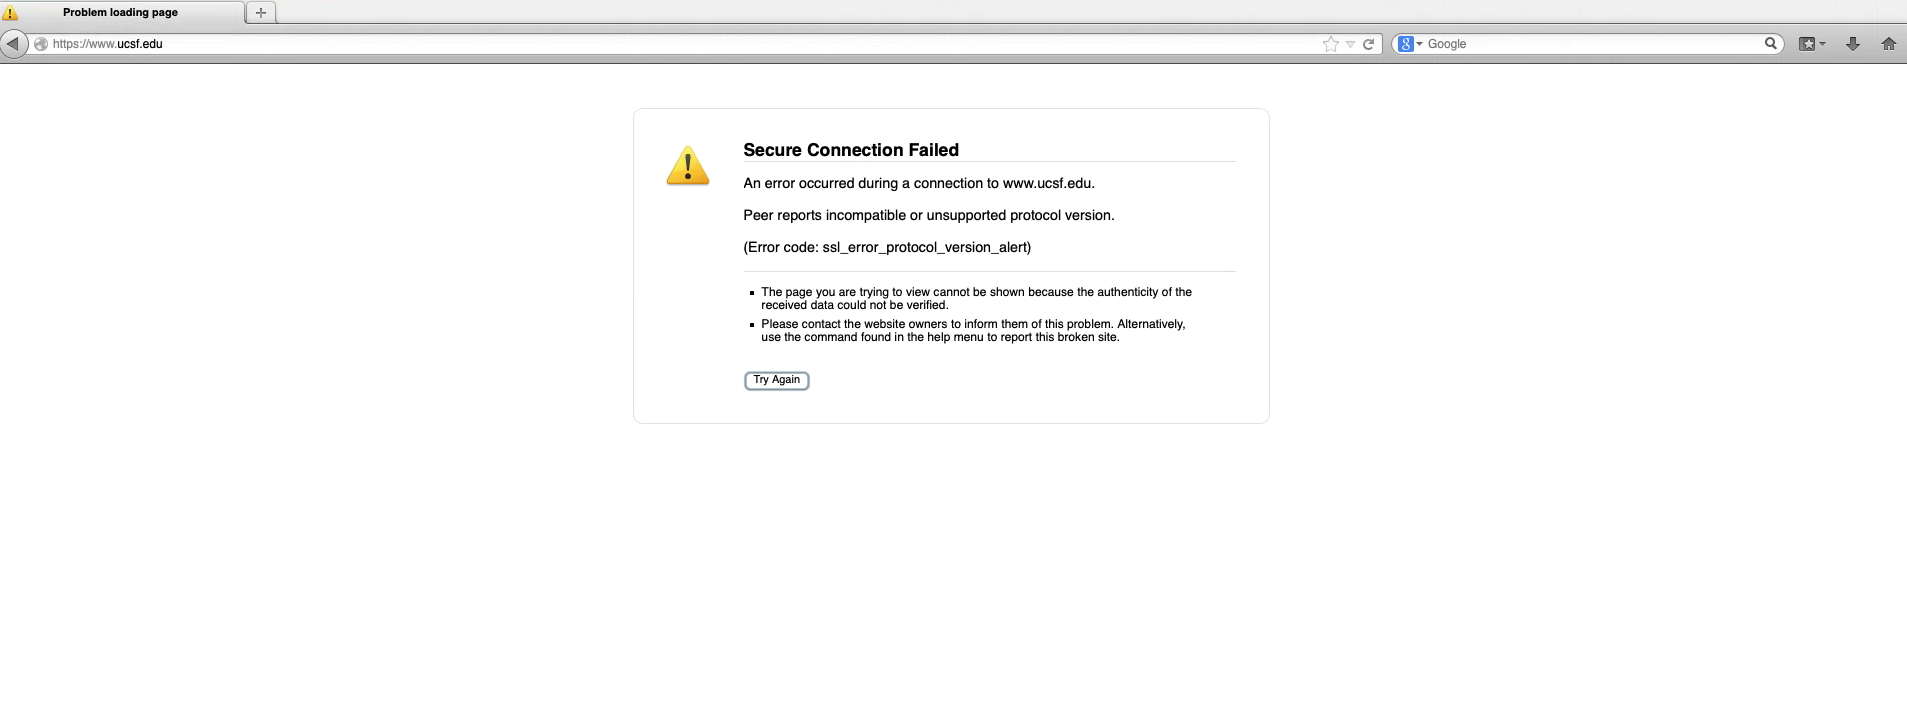 Problem loading page
https://www.ucsf.edu
Google
Secure Connection Failed
An error occurred during a connection to www.ucsf.edu.
Peer reports incompatible or unsupported protocol version.
(Error code: ssl_error_protocol_version_alert)
The page you are trying to view cannot be shown because the authenticity of the
received data could not be verified.
Please contact the website owners to inform them of this problem. Alternatively,
use the command found in the help menu to report this broken site.
Try Again